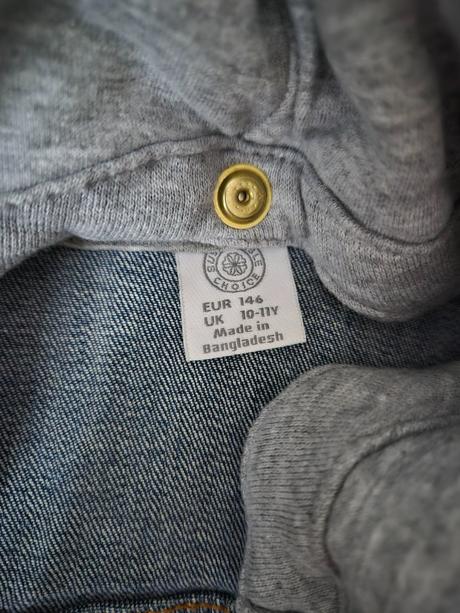 CHOICE
EUR 146
UK 10-11Y
Made in
Bangladesh